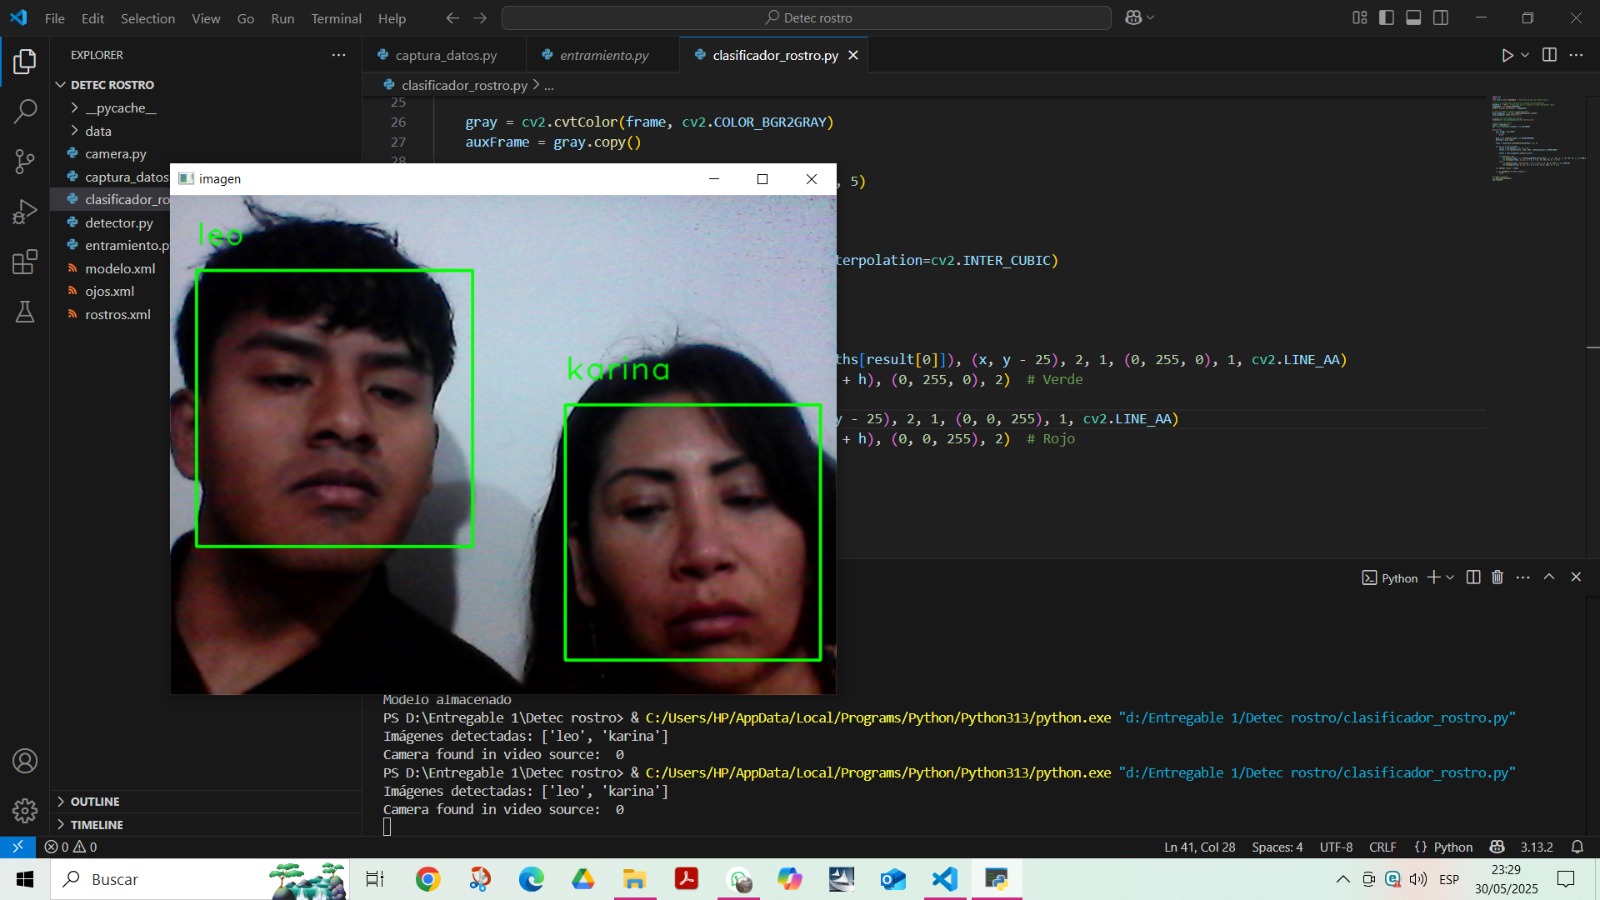 File Edit Selection View Go Run Terminal Help
Detec rostro
EXPLORER
DETEC ROSTRO
__pycache__
data
camera.py
captura_datos
clasificador_ro
detector.py
entramiento.p
modelo.xml
ojos.xml
rostros.xml
OUTLINE
TIMELINE
captura_datos.py
entramiento.py
clasificador_rostro.py
clasificador_rostro.py > ...
25
26 gray = cv2.cvtColor(frame, cv2.COLOR_BGR2GRAY)
27 auxFrame = gray.copy()
28
, 5)
terpolation=cv2.INTER_CUBIC)
ths[result[0]]), (x, y - 25), 2, 1, (0, 255, 0), 1, cv2.LINE_AA)
+ h), (0, 255, 0), 2) # Verde
y - 25), 2, 1, (0, 0, 255), 1, cv2.LINE_AA)
+ h), (0, 0, 255), 2) # Rojo
imagen
leo
karina
Python
Modelo almacenado
PS D:\Entregable 1\Detec rostro> & C:/Users/HP/AppData/Local/Programs/Python/Python313/python.exe "d:/Entregable 1/Detec rostro/clasificador_rostro.py"
Imágenes detectadas: ['leo', 'karina']
Camera found in video source: 0
PS D:\Entregable 1\Detec rostro> & C:/Users/HP/AppData/Local/Programs/Python/Python313/python.exe "d:/Entregable 1/Detec rostro/clasificador_rostro.py"
Imágenes detectadas: ['leo', 'karina']
Camera found in video source: 0
0 0
Ln 41, Col 28 Spaces: 4 UTF-8 CRLF {} Python 3.13.2
Buscar
ESP
23:29
30/05/2025